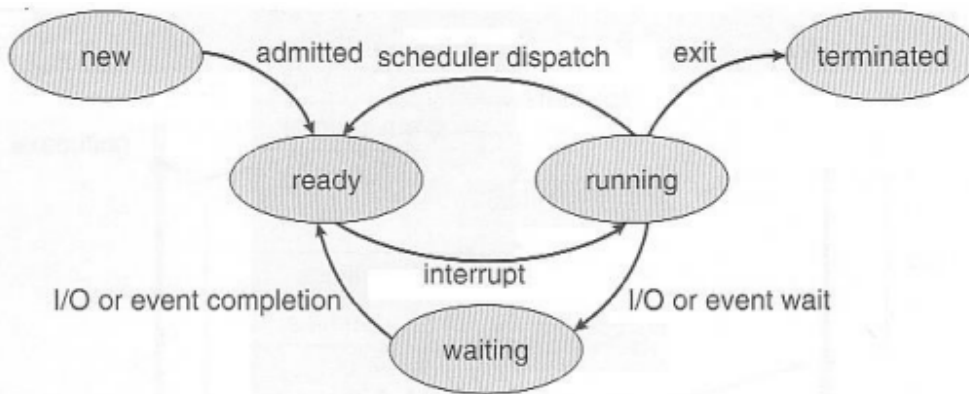 new
admitted
scheduler dispatch
exit
terminated
ready
running
interrupt
I/O or event completion
I/O or event wait
waiting